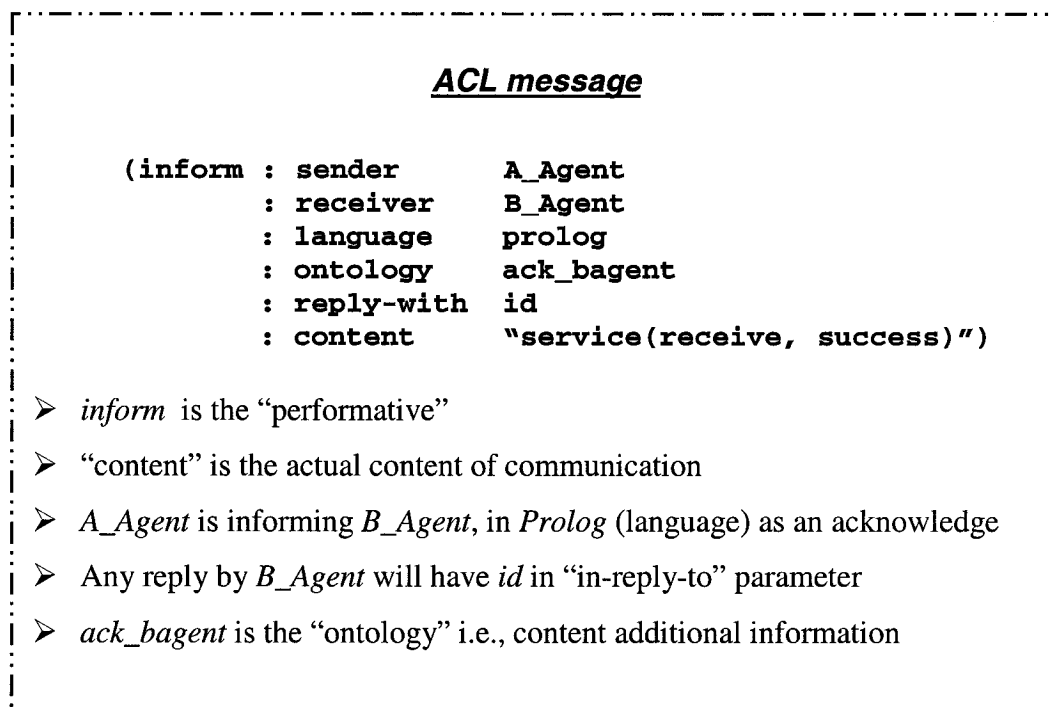 ACL message
(inform : sender A_Agent
: receiver B_Agent
: language prolog
: ontology ack_bagent
: reply-with id
: content “service(receive, success)”)
➢ inform is the “performative”
➢ “content” is the actual content of communication
➢ A_Agent is informing B_Agent, in Prolog (language) as an acknowledge
➢ Any reply by B_Agent will have id in “in-reply-to” parameter
➢ ack_bagent is the “ontology” i.e., content additional information